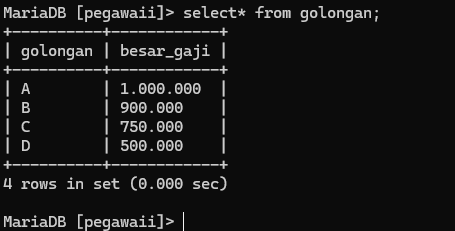 MariaDB [pegawaii]> select* from golongan;
+----------+------------+
| golongan | besar_gaji |
+----------+------------+
| A        | 1.000.000  |
| B        | 900.000    |
| C        | 750.000    |
| D        | 500.000    |
+----------+------------+
4 rows in set (0.000 sec)
MariaDB [pegawaii]>